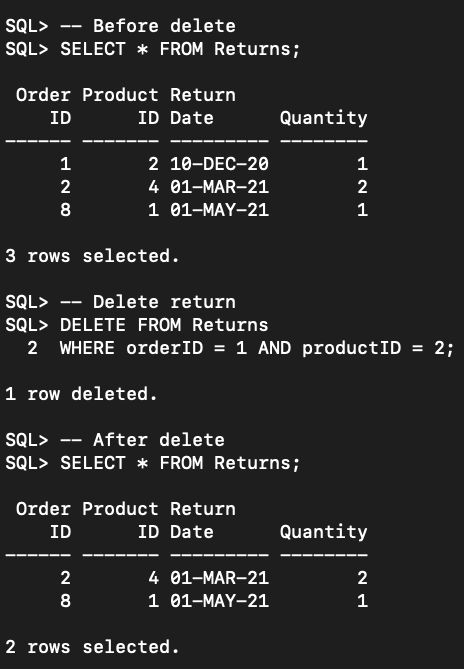 SQL> -- Before delete
SQL> SELECT * FROM Returns;
 Order Product Return
    ID      ID Date      Quantity
------ ------- --------- --------
     1       2 10-DEC-20        1
     2       4 01-MAR-21        2
     8       1 01-MAY-21        1
3 rows selected.
SQL> -- Delete return
SQL> DELETE FROM Returns
  2  WHERE orderID = 1 AND productID = 2;
1 row deleted.
SQL> -- After delete
SQL> SELECT * FROM Returns;
 Order Product Return
    ID      ID Date      Quantity
------ ------- --------- --------
     2       4 01-MAR-21        2
     8       1 01-MAY-21        1
2 rows selected.